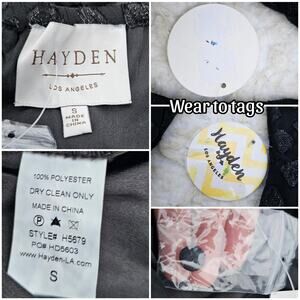 HAYDEN
LOS ANGELES
S
MADE IN
CHINA
Wear to tags
Hayden
LOS ANGELES
100% POLYESTER
DRY CLEAN ONLY
MADE IN CHINA
STYLE# H5679
PO# HD5603
www.Hayden-LA.com
S